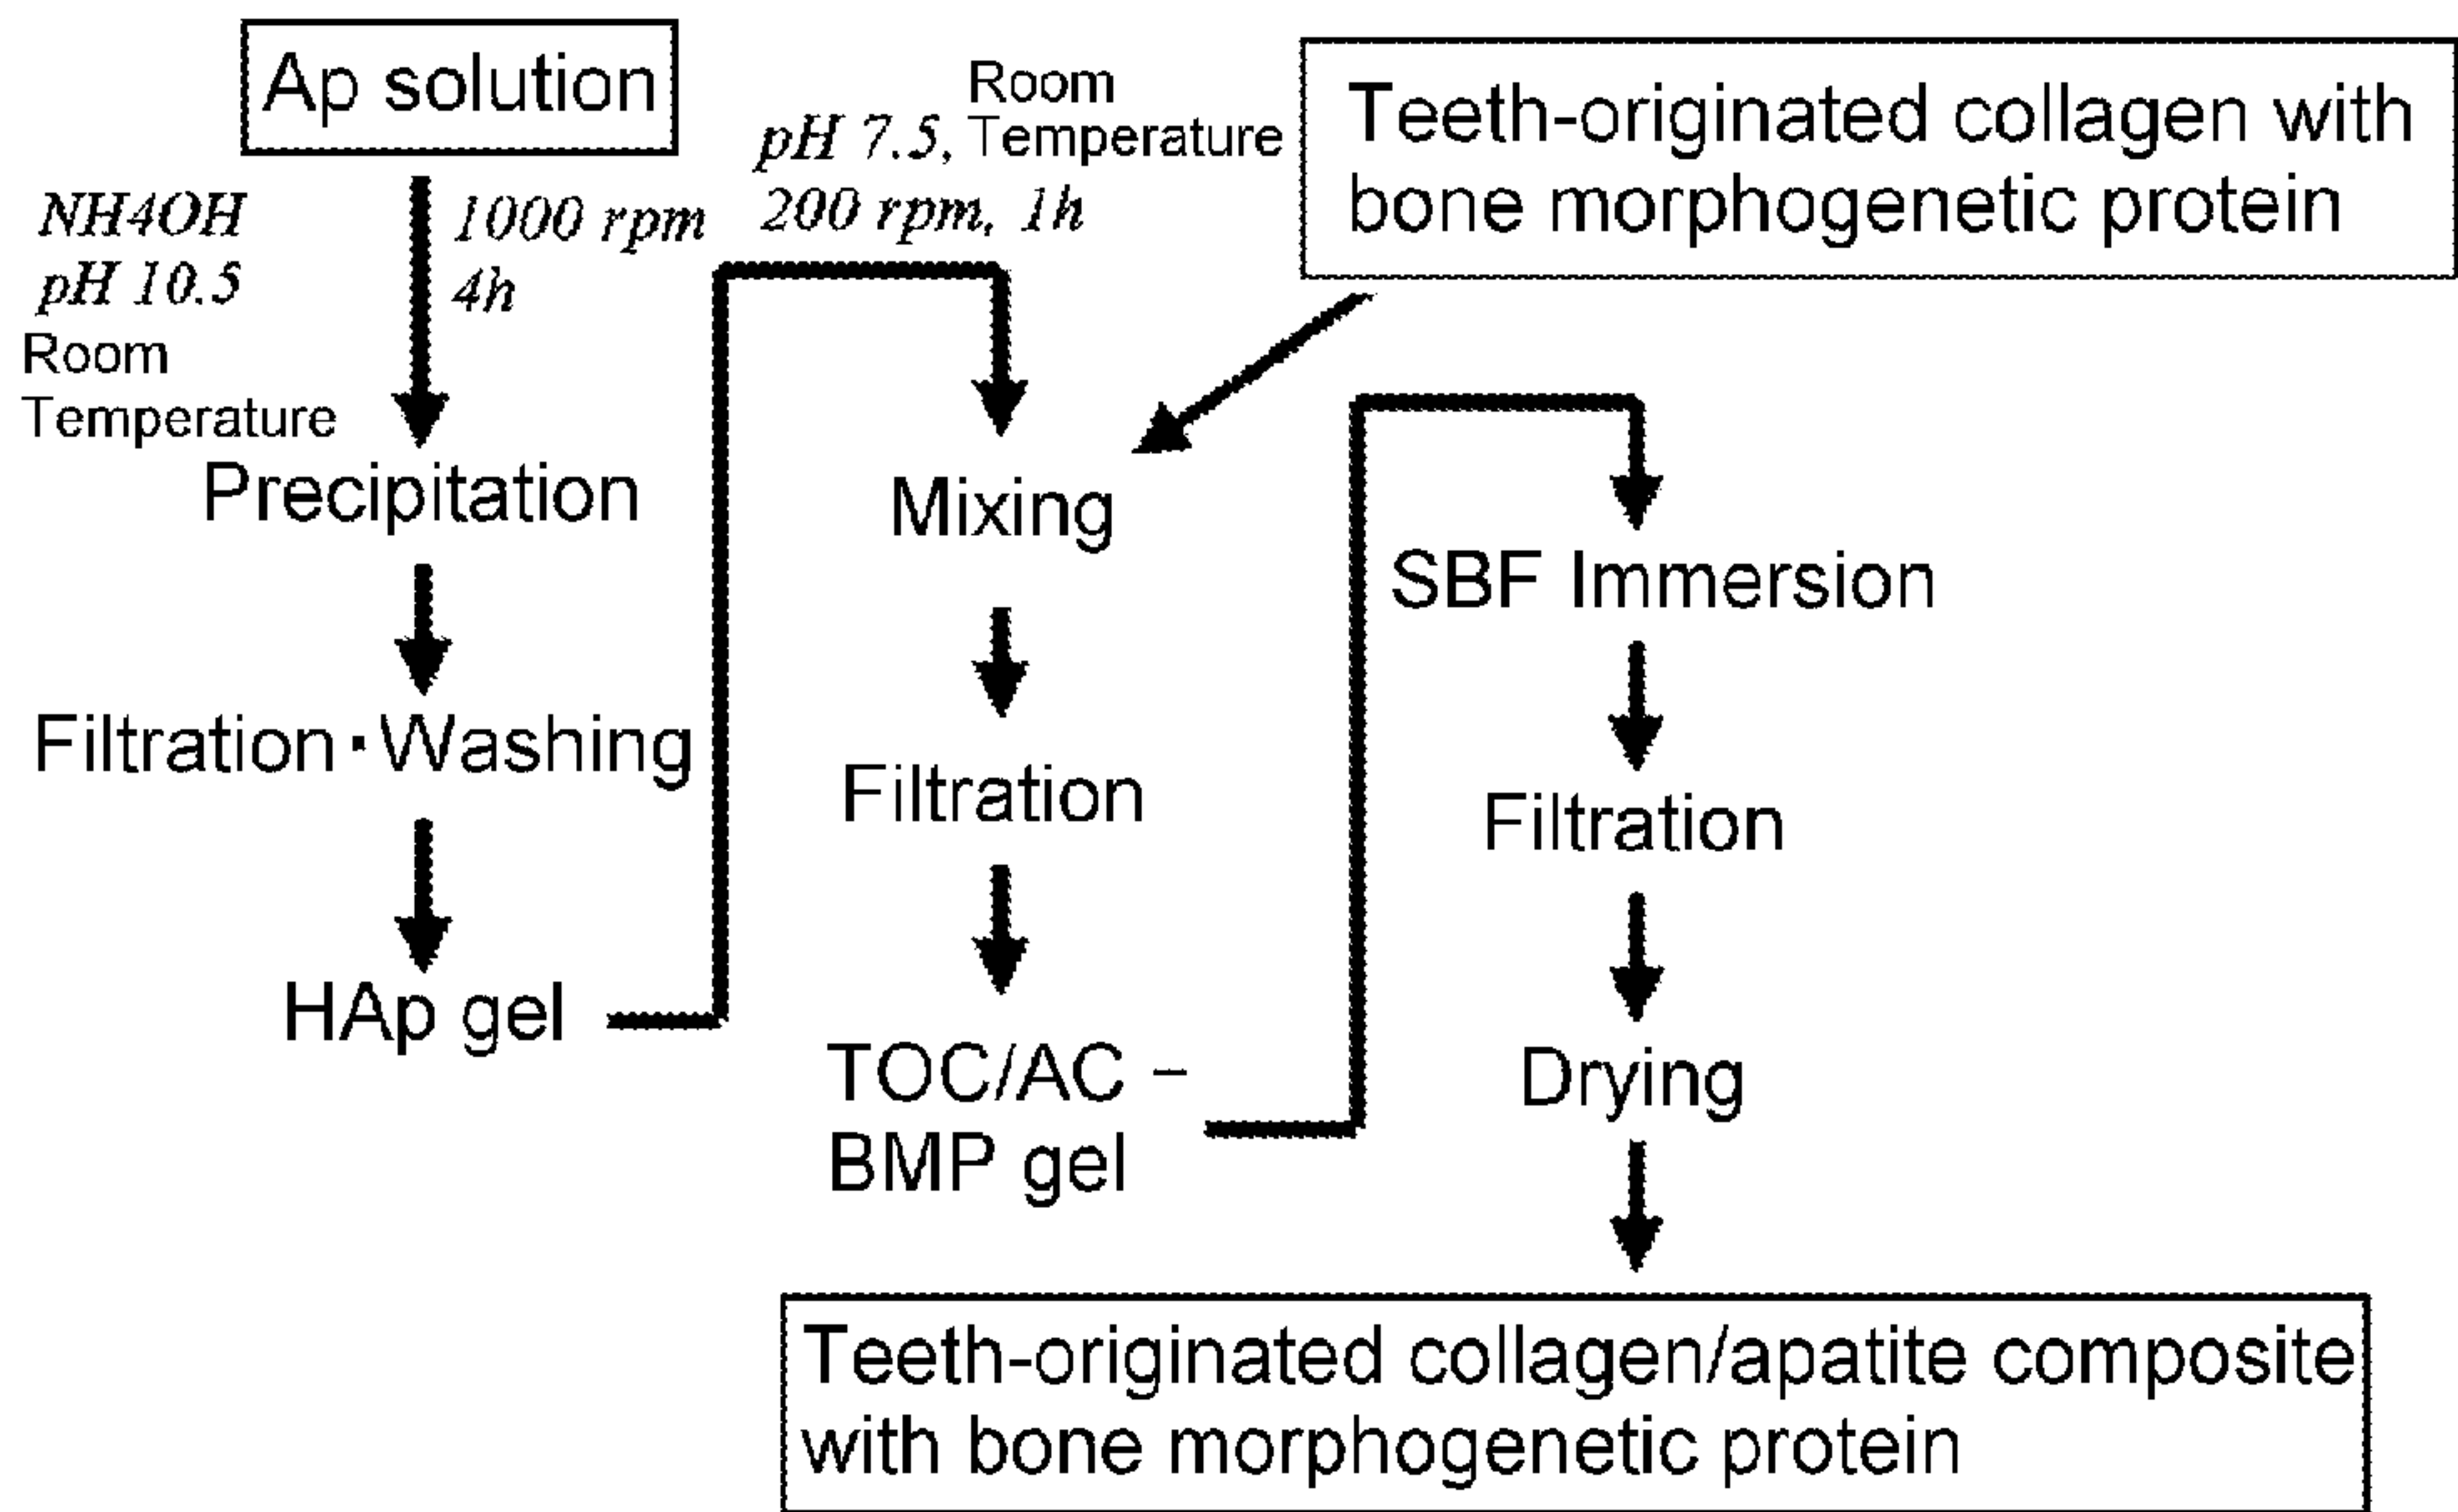 Ap solution
NH4OH
pH 10.5
Room
Temperature
1000 rpm
4h
Precipitation
Filtration·Washing
HAp gel
pH 7.5, Room
Temperature
200 rpm, 1h
Teeth-originated collagen with
bone morphogenetic protein
Mixing
Filtration
TOC/AC –
BMP gel
SBF Immersion
Filtration
Drying
Teeth-originated collagen/apatite composite
with bone morphogenetic protein